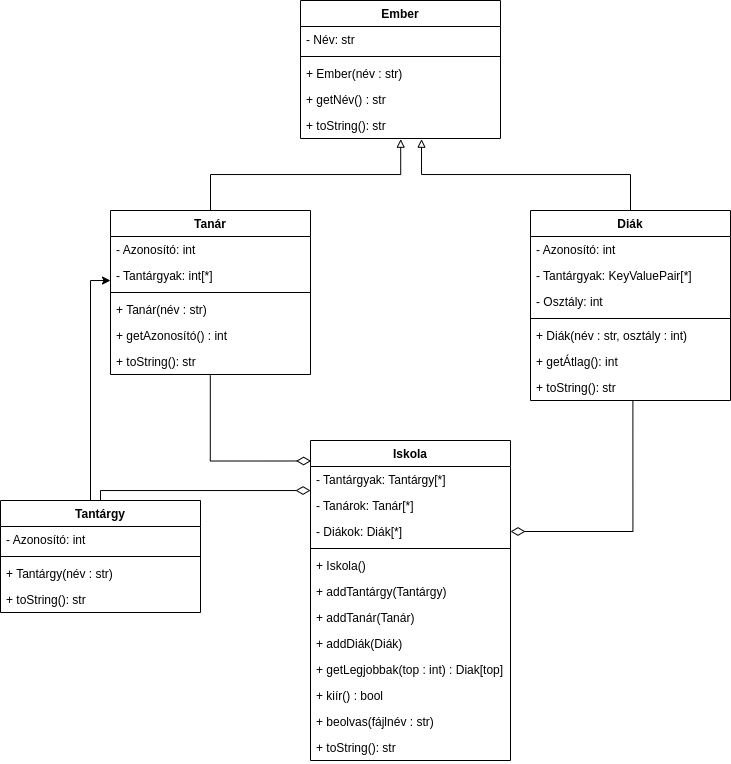 Ember
- Név: str
+ Ember(név : str)
+ getNév() : str
+ toString(): str
Tanár
- Azonosító: int
- Tantárgyak: int[*]
+ Tanár(név : str)
+ getAzonosító() : int
+ toString(): str
Diák
- Azonosító: int
- Tantárgyak: KeyValuePair[*]
- Osztály: int
+ Diák(név : str, osztály : int)
+ getÁtlag(): int
+ toString(): str
Iskola
- Tantárgyak: Tantárgy[*]
- Tanárok: Tanár[*]
- Diákok: Diák[*]
+ Iskola()
+ addTantárgy(Tantárgy)
+ addTanár(Tanár)
+ addDiák(Diák)
+ getLegjobbak(top : int) : Diak[top]
+ kiír() : bool
+ beolvas(fájlnév : str)
+ toString(): str
Tantárgy
- Azonosító: int
+ Tantárgy(név : str)
+ toString(): str